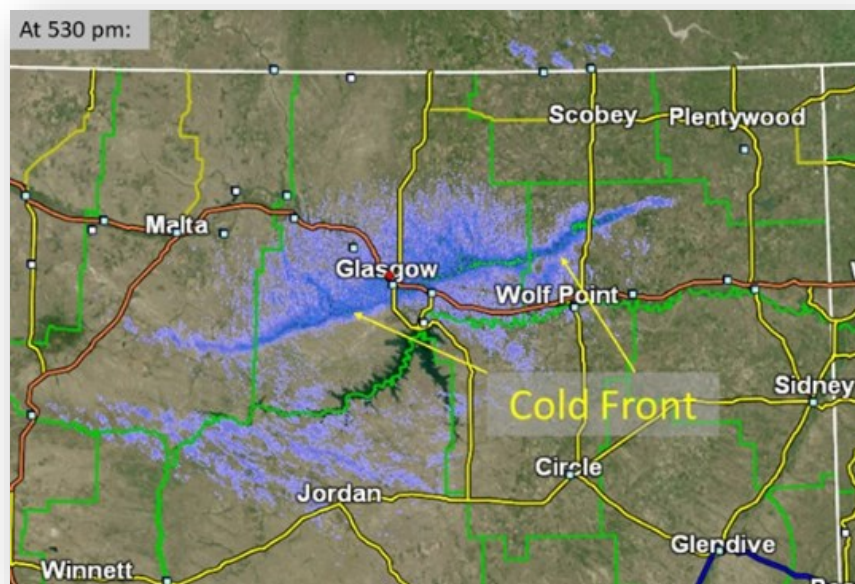 At 530 pm:
Scobey
Plentywood
Malta
Glasgow
Wolf Point
Cold Front
Sidney
Circle
Jordan
Glendive
Winnett